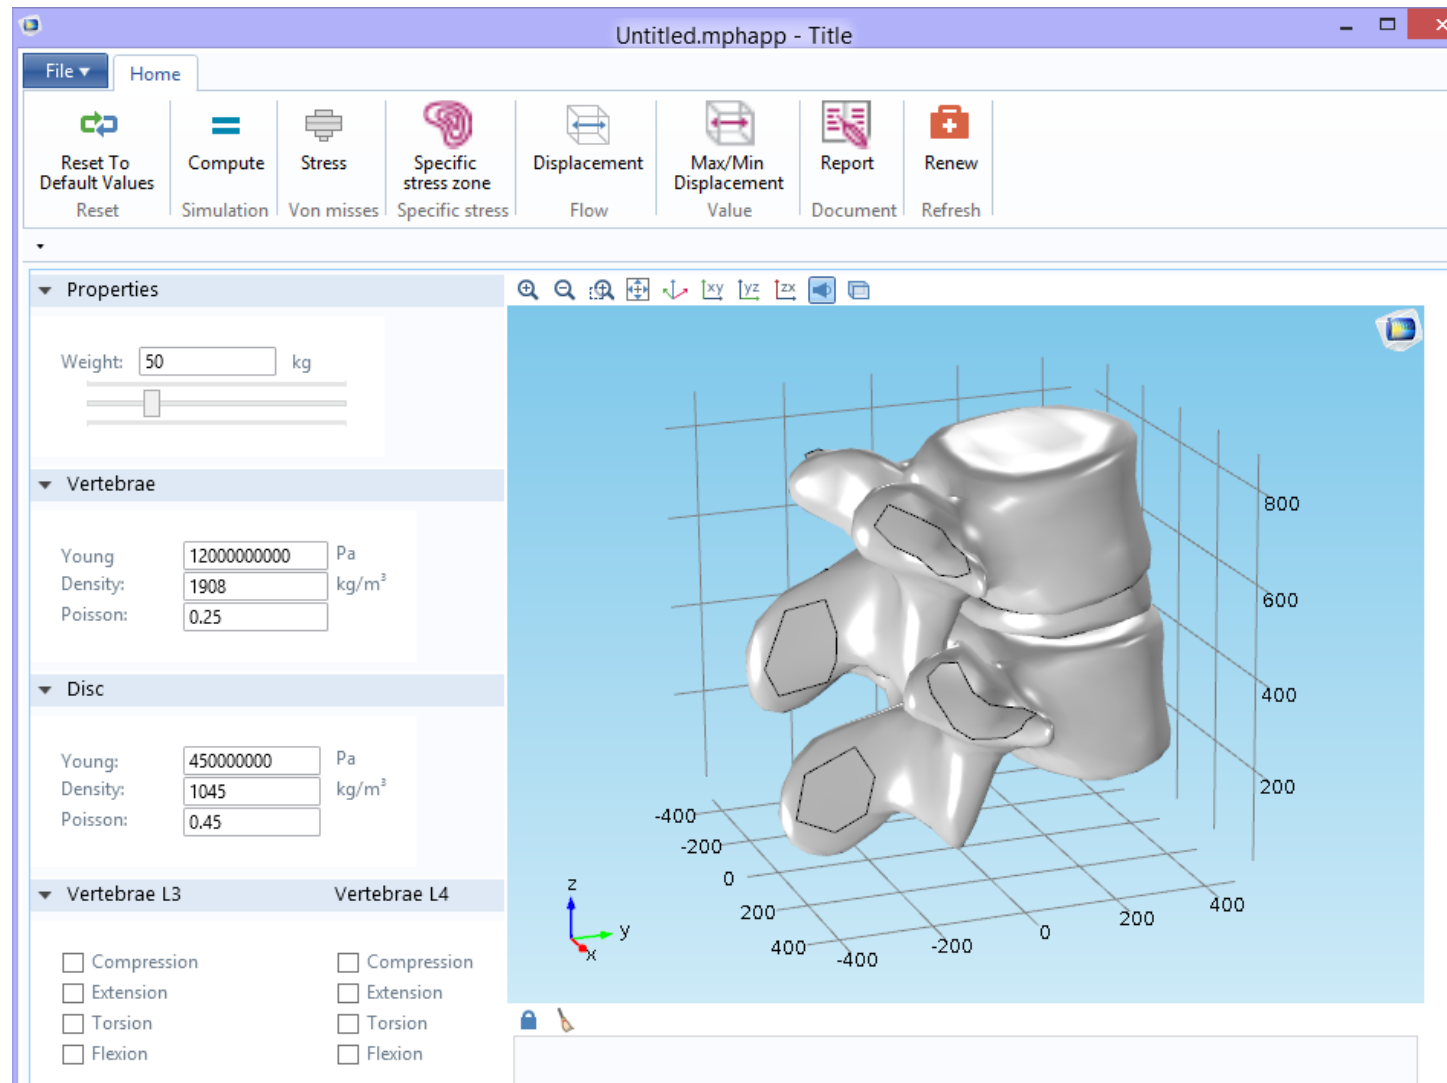 Untitled.mphapp - Title
File Home
Reset To Default Values
Compute
Stress
Specific stress zone
Displacement
Max/Min Displacement
Report
Renew
Reset
Simulation
Von misses
Specific stress
Flow
Value
Document
Refresh
Properties
xy yz zx
Weight: 50 kg
Vertebrae
Young 12000000000 Pa
Density: 1908 kg/m³
Poisson: 0.25
Disc
Young: 450000000 Pa
Density: 1045 kg/m³
Poisson: 0.45
Vertebrae L3 Vertebrae L4
Compression Compression
Extension Extension
Torsion Torsion
Flexion Flexion
800
600
400
200
-400
-200
0
200
400
-400
-200
0
200
400
z
y
x